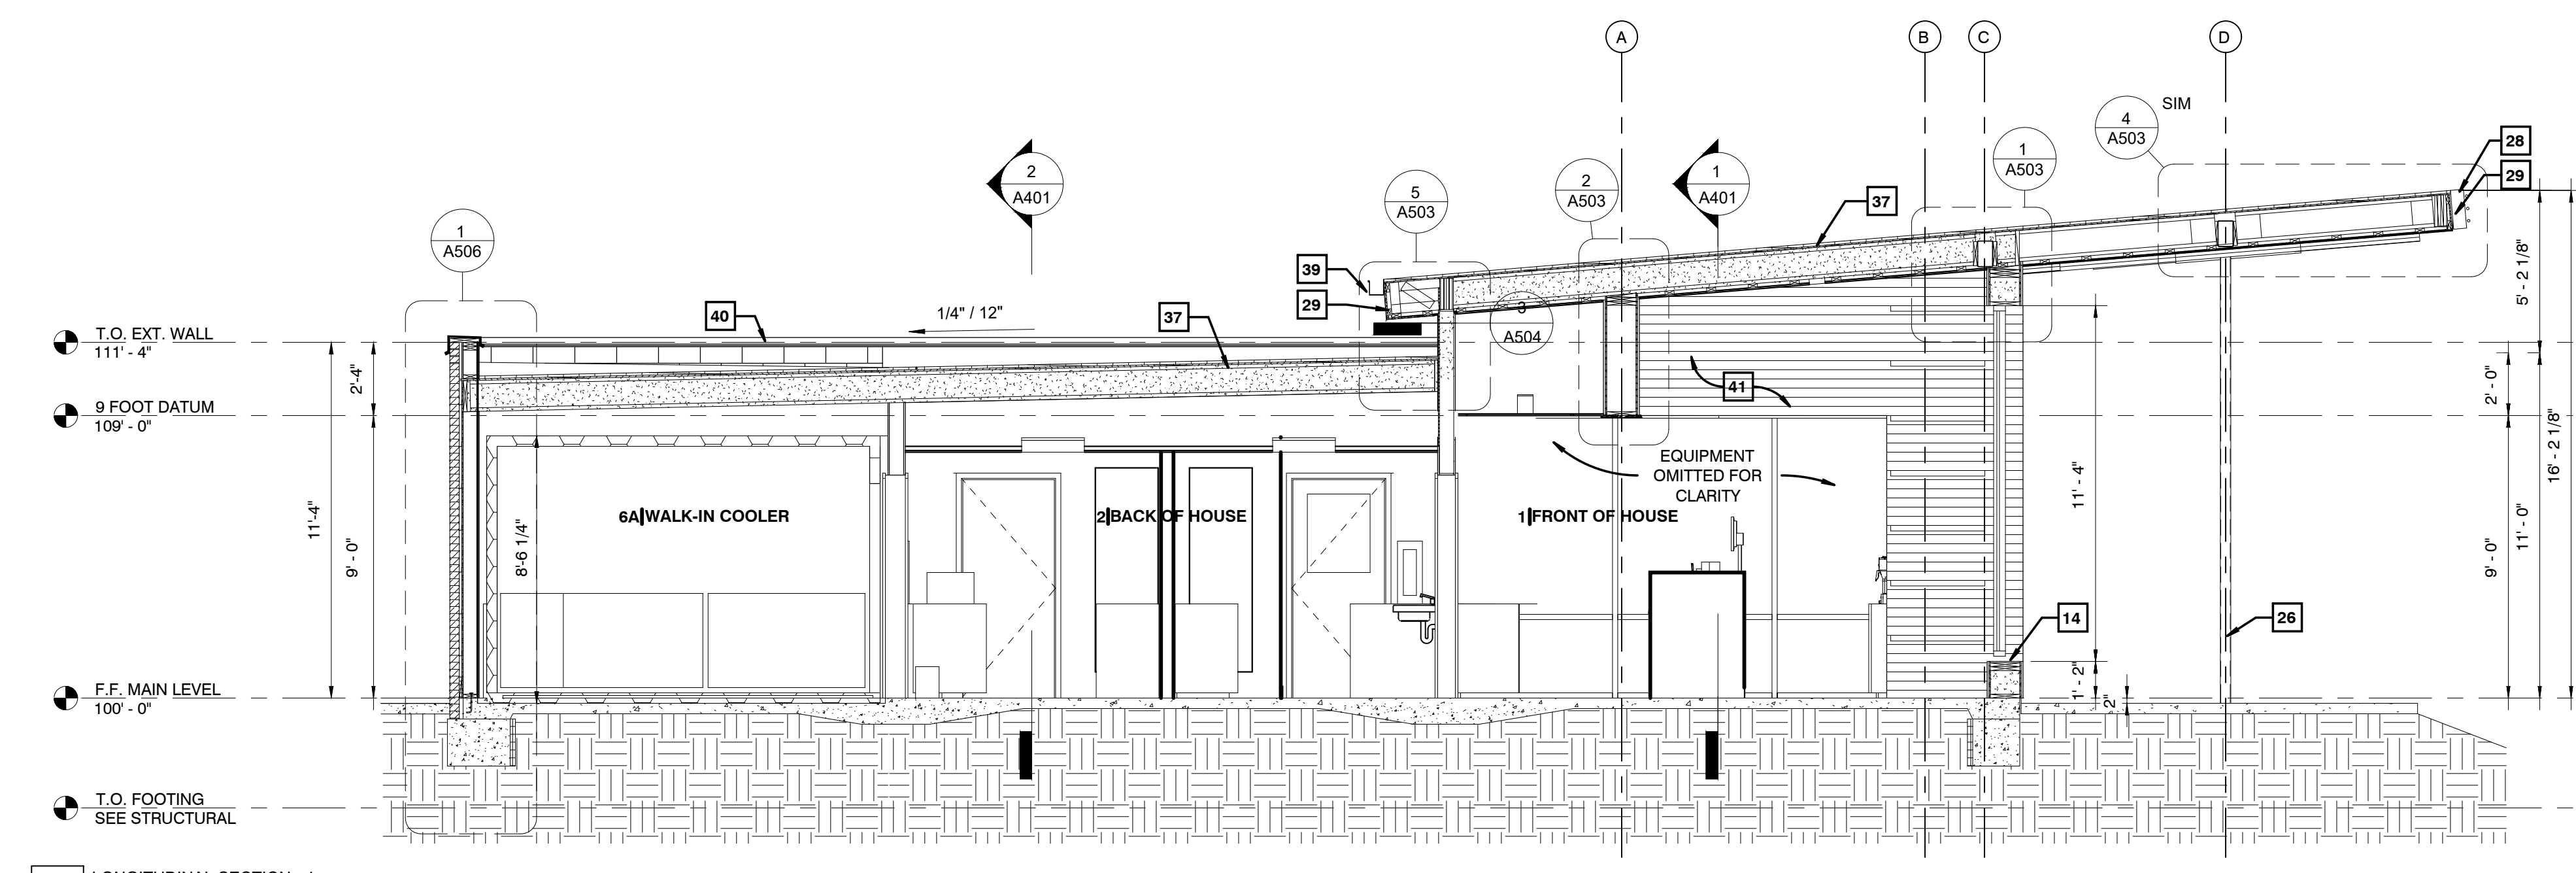 A
B
C
D
4
A503
SIM
1
A503
28
29
2
A401
5
A503
2
A503
1
A401
37
1
A506
39
29
3
A504
40
1/4" / 12"
37
T.O. EXT. WALL
111' - 4"
2'-4"
41
5' - 2 1/8"
2' - 0"
9 FOOT DATUM
109' - 0"
EQUIPMENT
OMITTED FOR
CLARITY
16' - 2 1/8"
11'-4"
9' - 0"
8'-6 1/4"
6A WALK-IN COOLER
2 BACK OF HOUSE
1 FRONT OF HOUSE
11' - 4"
9' - 0"
11' - 0"
14
26
F.F. MAIN LEVEL
100' - 0"
1' - 2"
2"
T.O. FOOTING
SEE STRUCTURAL